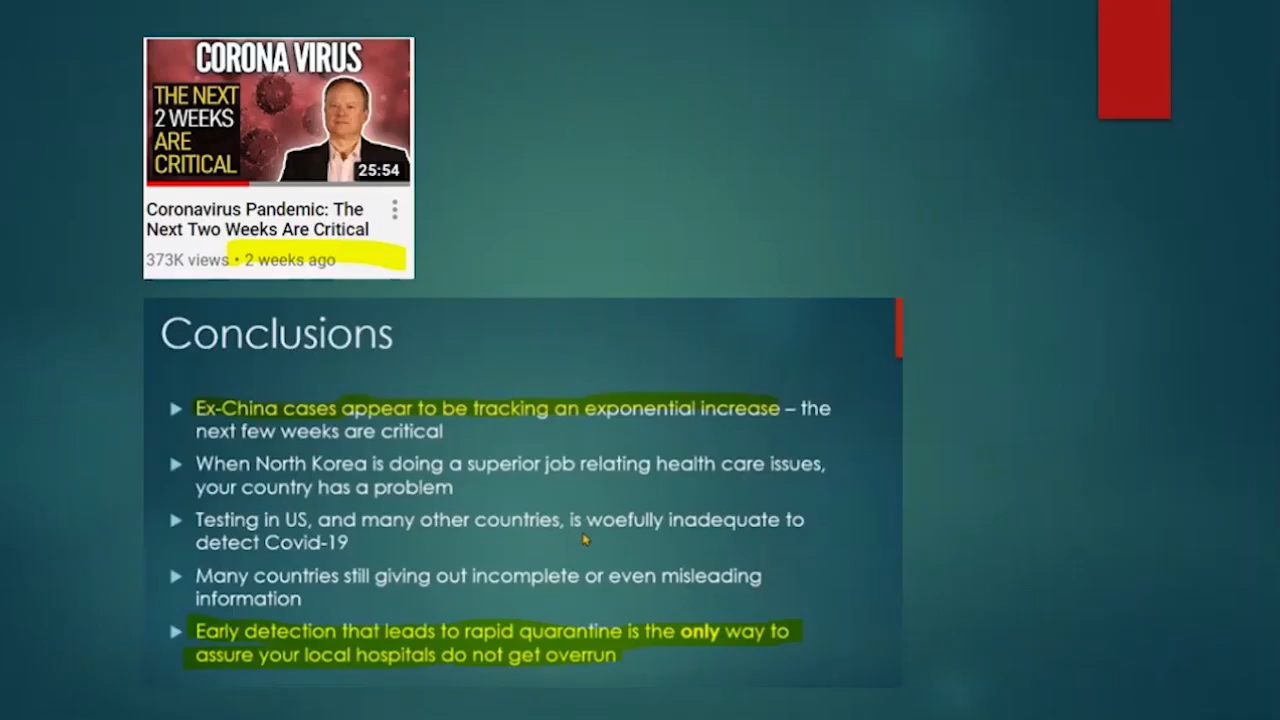 CORONA VIRUS
THE NEXT
2 WEEKS
ARE
CRITICAL
25:54
Coronavirus Pandemic: The
Next Two Weeks Are Critical
373K views • 2 weeks ago
Conclusions
Ex-China cases appear to be tracking an exponential increase – the
next few weeks are critical
When North Korea is doing a superior job relating health care issues,
your country has a problem
Testing in US, and many other countries, is woefully inadequate to
detect Covid-19
Many countries still giving out incomplete or even misleading
information
Early detection that leads to rapid quarantine is the only way to
assure your local hospitals do not get overrun